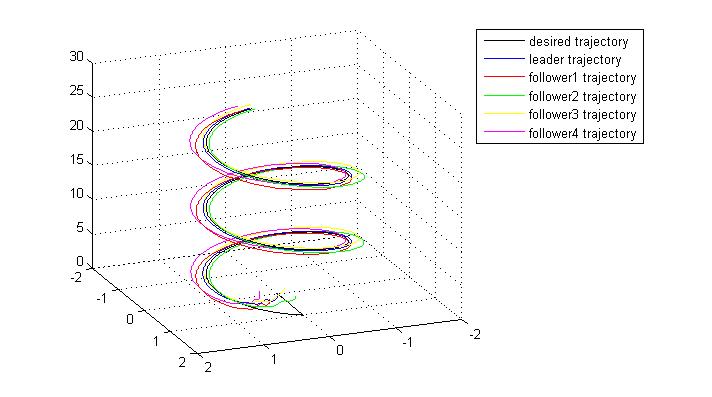 desired trajectory
leader trajectory
follower1 trajectory
follower2 trajectory
follower3 trajectory
follower4 trajectory
30
25
20
15
10
5
0
-2
-1
0
1
2
2
1
0
-1
-2